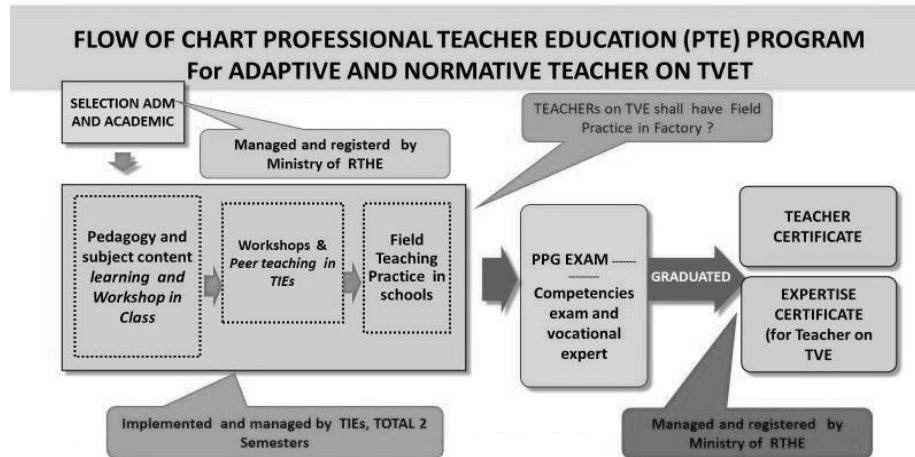 FLOW OF CHART PROFESSIONAL TEACHER EDUCATION (PTE) PROGRAM
For ADAPTIVE AND NORMATIVE TEACHER ON TVET
SELECTION ADM
AND ACADEMIC
Managed and registerd by
Ministry of RTHE
TEACHERs on TVE shall have Field
Practice in Factory ?
Pedagogy and
subject content
learning and
Workshop in
Class
Workshops &
Peer teaching in
TIEs
Field
Teaching
Practice in
schools
PPG EXAM -------
---------
Competencies
exam and
vocational
expert
GRADUATED
TEACHER
CERTIFICATE
EXPERTISE
CERTIFICATE
(for Teacher on
TVE
Implemented and managed by TIEs, TOTAL 2
Semesters
Managed and registered by
Ministry of RTHE